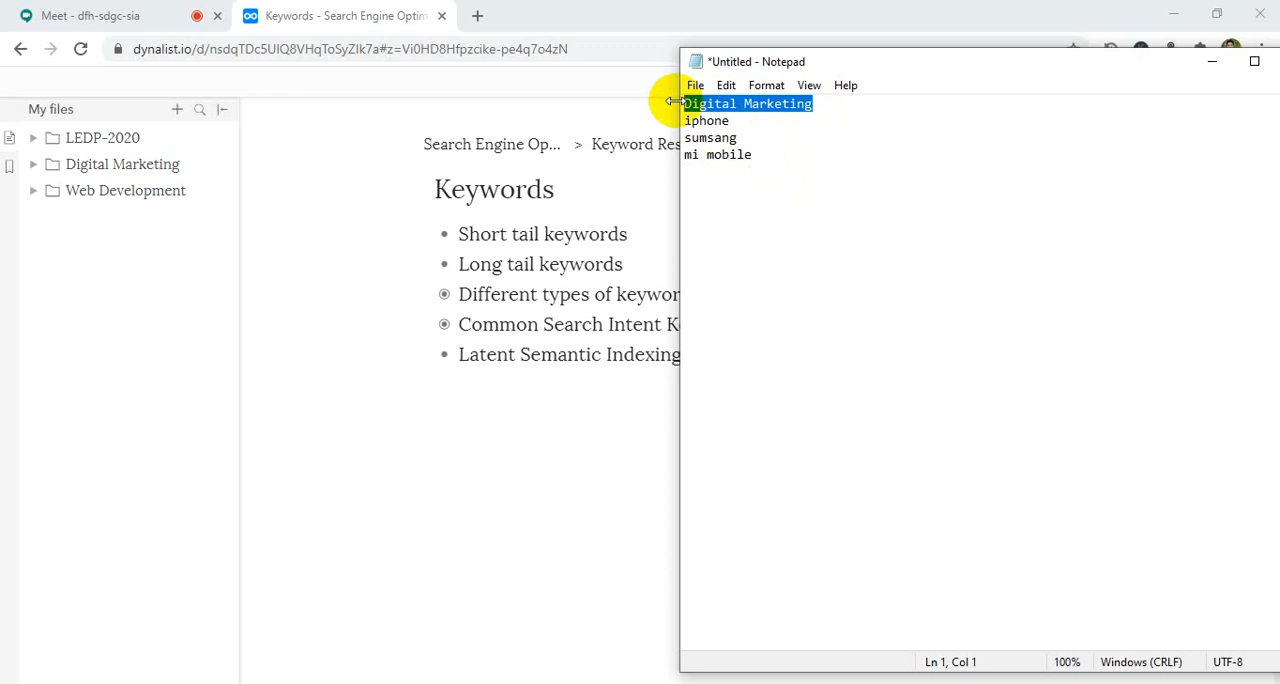 Meet - dfh-sdgc-sia
Keywords - Search Engine Optim
dynalist.io/d/nsdqTDc5UIQ8VHqToSyZIk7a#z=Vi0HD8Hfpzcike-pe4q7o4zN
*Untitled - Notepad
File Edit Format View Help
Digital Marketing
iphone
sumsang
mi mobile
My files
LEDP-2020
Digital Marketing
Web Development
Search Engine Op... > Keyword Res
Keywords
Short tail keywords
Long tail keywords
Different types of keywor
Common Search Intent K
Latent Semantic Indexing
Ln 1, Col 1 100% Windows (CRLF) UTF-8